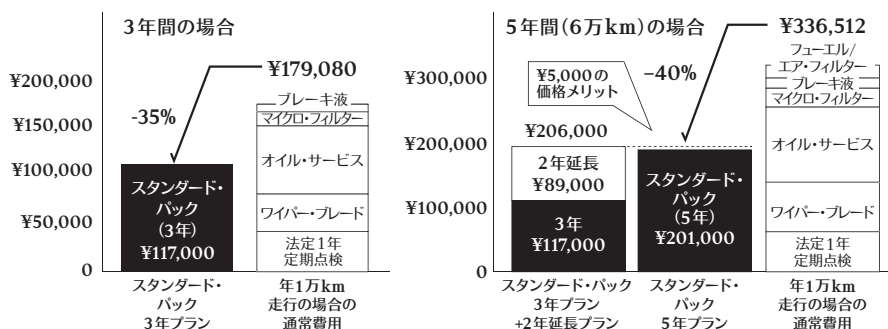 3年間の場合
¥179,080
¥200,000
¥150,000
¥100,000
¥50,000
0
-35%
ブレーキ液
マイクロ・フィルター
オイル・サービス
ワイパー・ブレード
法定1年
定期点検
スタンダード・
パック
(3年)
¥117,000
スタンダード・
パック
3年プラン
年1万km
走行の場合の
通常費用
5年間(6万km)の場合
¥336,512
¥300,000
¥200,000
¥100,000
0
¥5,000の
価格メリット
−40%
フューエル/
エア・フィルター
ブレーキ液
マイクロ・フィルター
オイル・サービス
ワイパー・ブレード
法定1年
定期点検
¥206,000
2年延長
¥89,000
3年
¥117,000
スタンダード・
パック
(5年)
¥201,000
スタンダード・パック
3年プラン
+2年延長プラン
スタンダード・
パック
5年プラン
年1万km
走行の場合の
通常費用